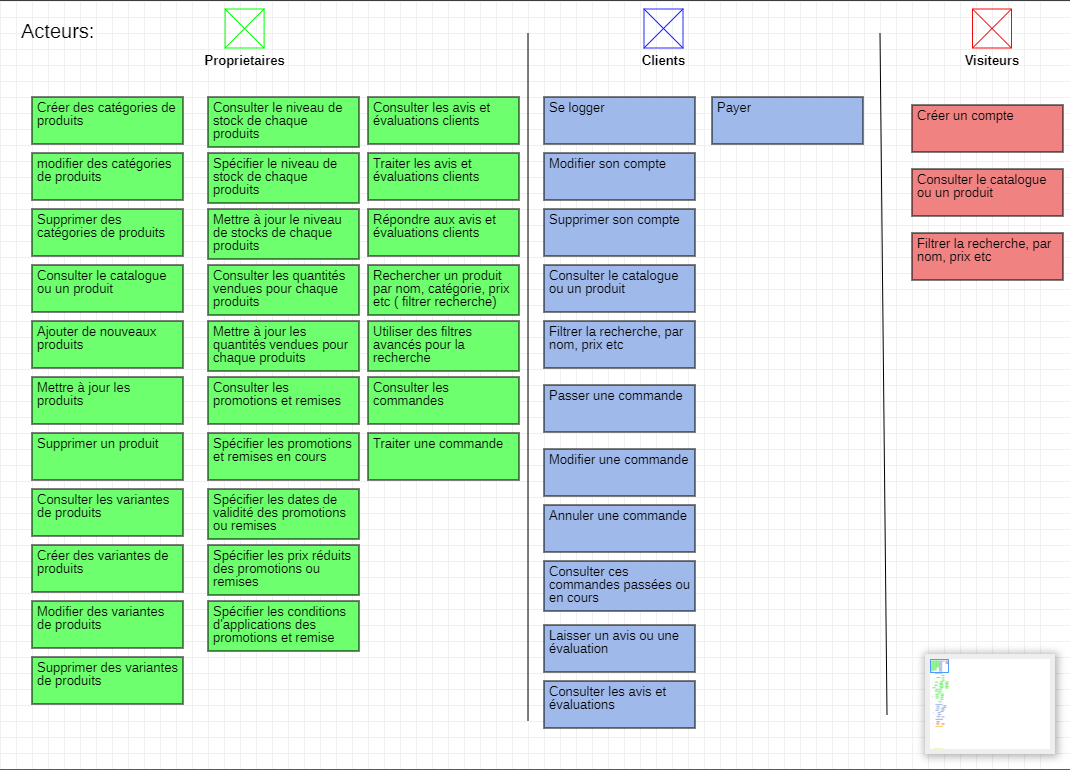 Acteurs:
Proprietaires
Créer des catégories de
produits
modifier des catégories
de produits
Supprimer des
catégories de produits
Consulter le catalogue
ou un produit
Ajouter de nouveaux
produits
Mettre à jour les
produits
Supprimer un produit
Consulter les variantes
de produits
Créer des variantes de
produits
Modifier des variantes
de produits
Supprimer des variantes
de produits
Consulter le niveau de
stock de chaque
produits
Spécifier le niveau de
stock de chaque
produits
Mettre à jour le niveau
de stocks de chaque
produits
Consulter les quantités
vendues pour chaque
produits
Mettre à jour les
quantités vendues pour
chaque produits
Consulter les
promotions et remises
Spécifier les promotions
et remises en cours
Spécifier les dates de
validité des promotions
ou remises
Spécifier les prix réduits
des promotions ou
remises
Spécifier les conditions
d'applications des
promotions et remise
Consulter les avis et
évaluations clients
Traiter les avis et
évaluations clients
Répondre aux avis et
évaluations clients
Rechercher un produit
par nom, catégorie, prix
etc ( filtrer recherche)
Utiliser des filtres
avancés pour la
recherche
Consulter les
commandes
Traiter une commande
Clients
Se logger
Modifier son compte
Supprimer son compte
Consulter le catalogue
ou un produit
Filtrer la recherche, par
nom, prix etc
Passer une commande
Modifier une commande
Annuler une commande
Consulter ces
commandes passées ou
en cours
Laisser un avis ou une
évaluation
Consulter les avis et
évaluations
Payer
Visiteurs
Créer un compte
Consulter le catalogue
ou un produit
Filtrer la recherche, par
nom, prix etc